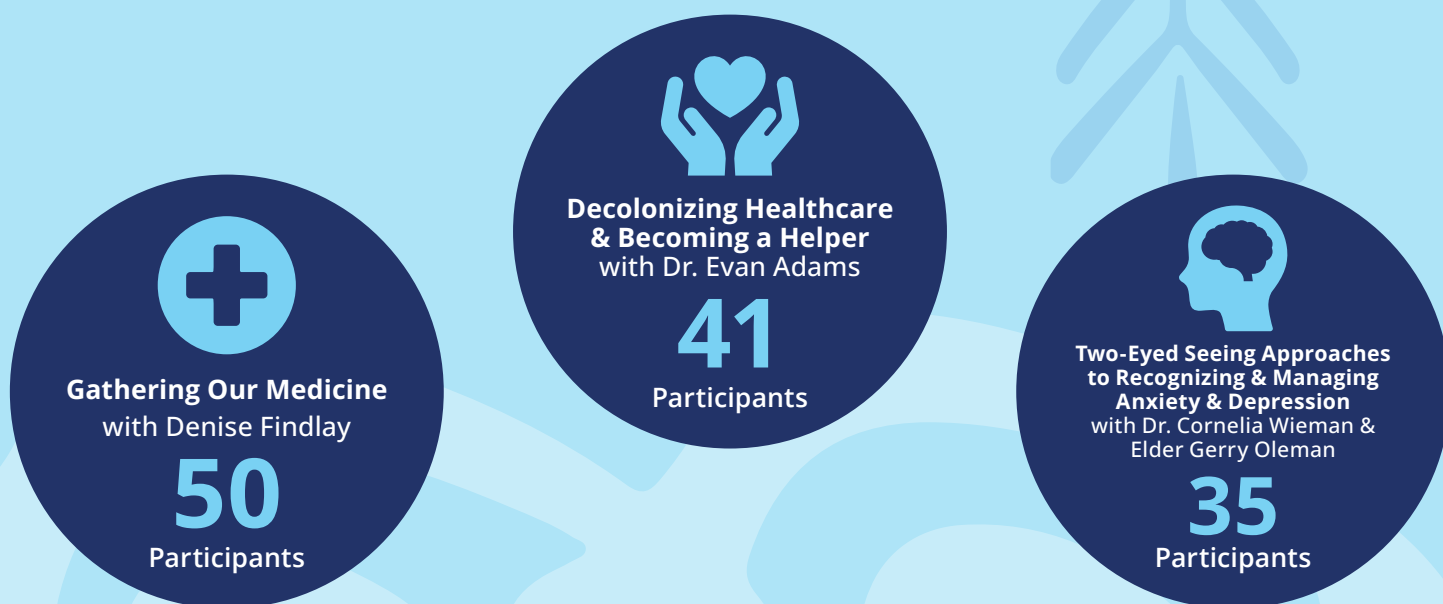 Gathering Our Medicine
with Denise Findlay
50
Participants
Decolonizing Healthcare
& Becoming a Helper
with Dr. Evan Adams
41
Participants
Two-Eyed Seeing Approaches
to Recognizing & Managing
Anxiety & Depression
with Dr. Cornelia Wieman &
Elder Gerry Oleman
35
Participants